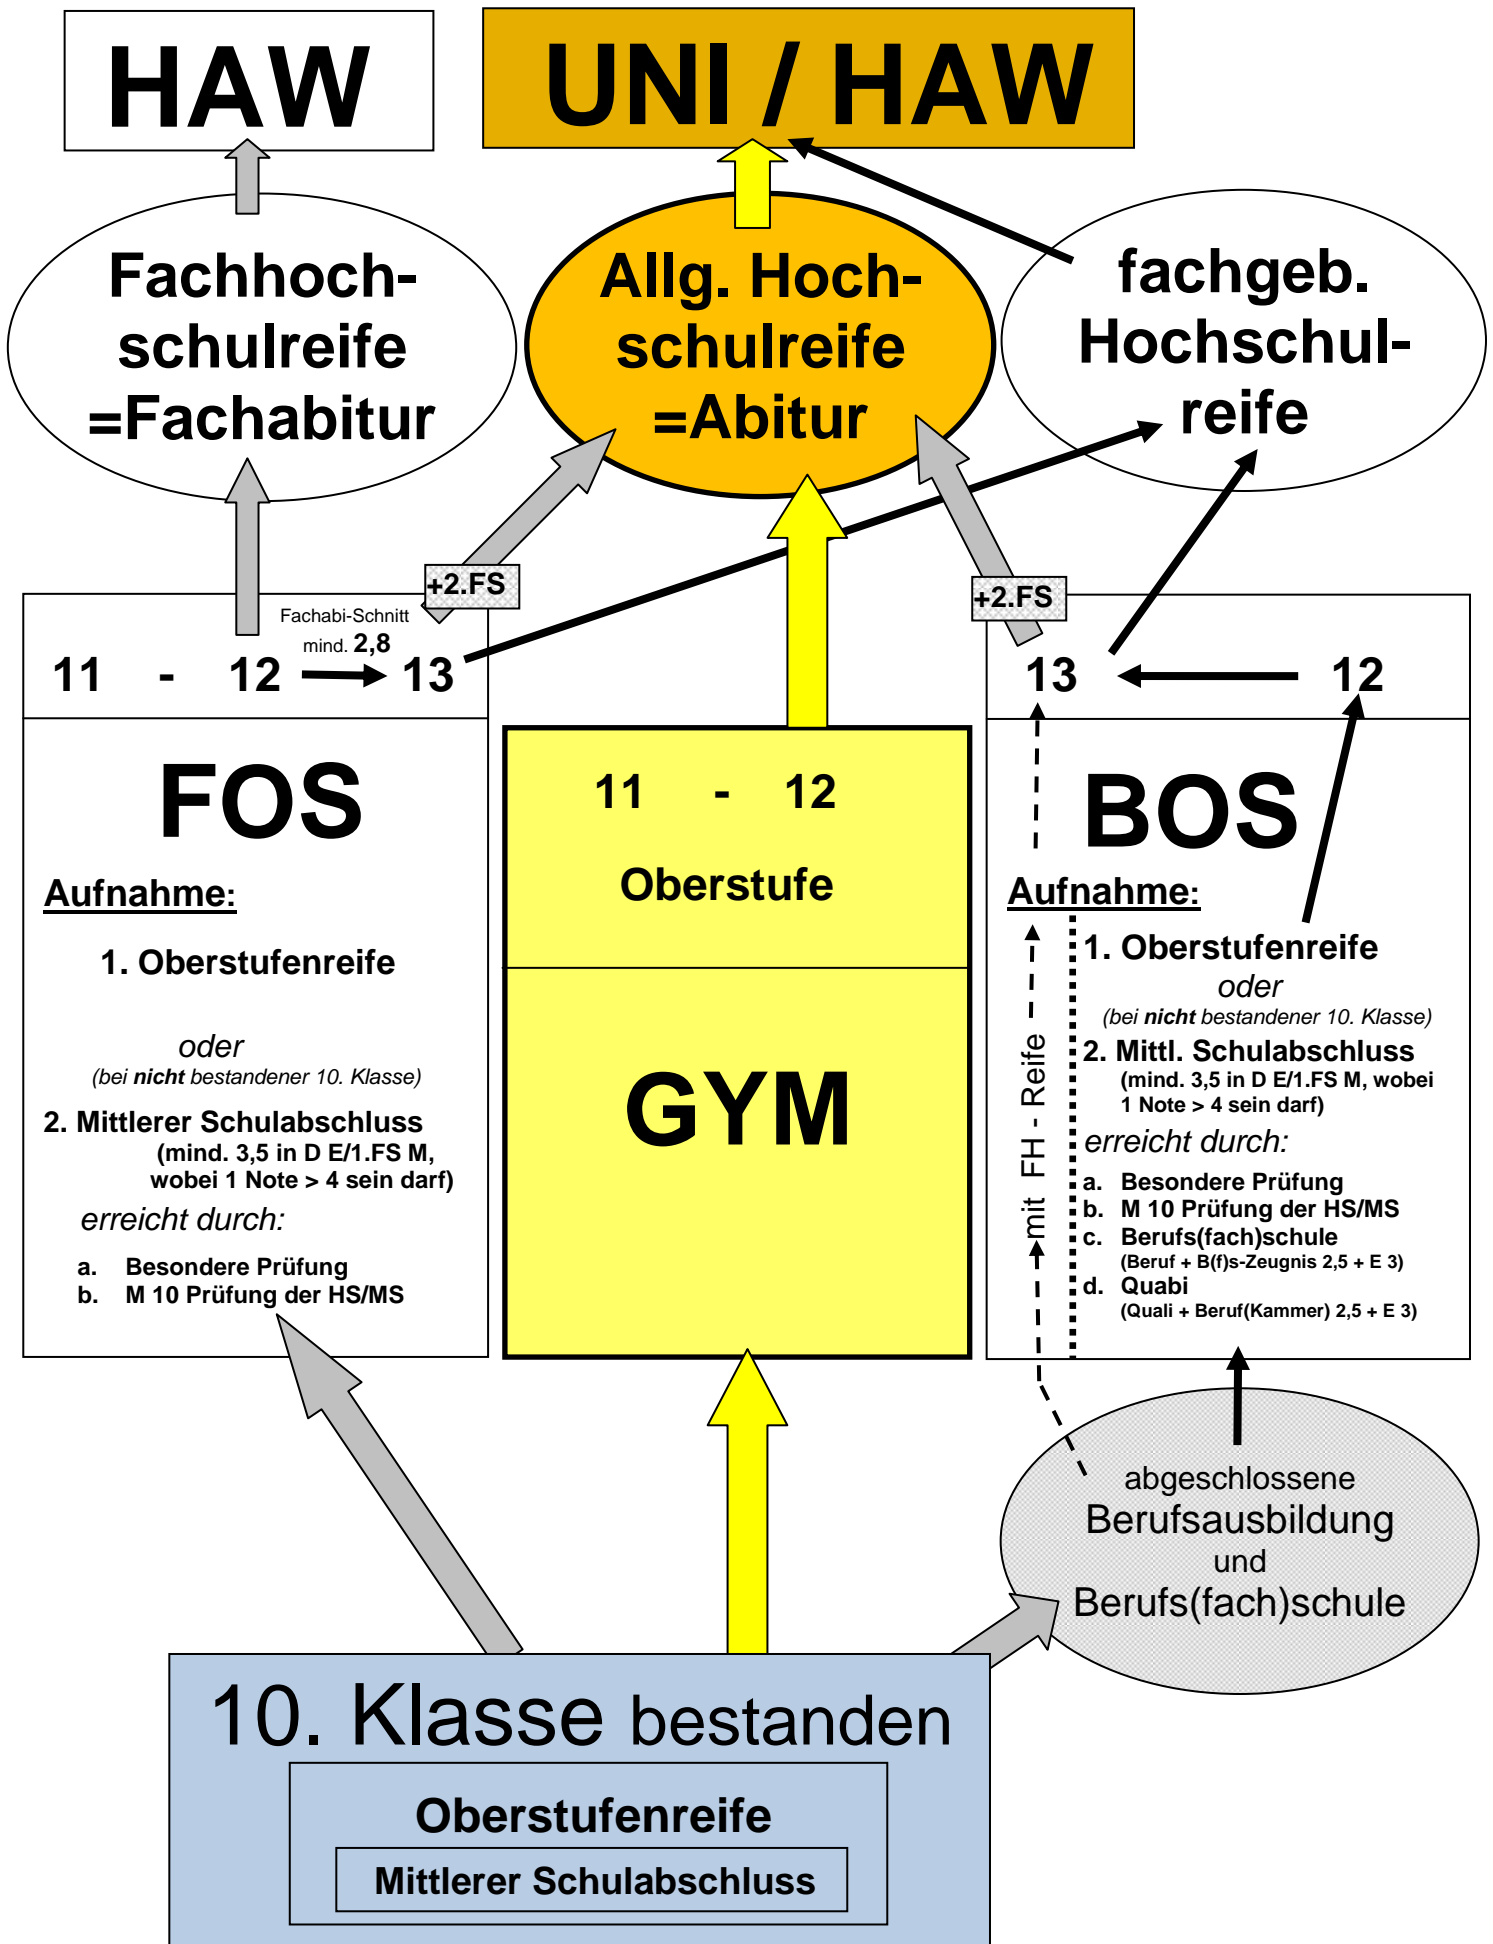 HAW
UNI / HAW
Fachhoch-
schulreife
=Fachabitur
Allg. Hoch-
schulreife
=Abitur
fachgeb.
Hochschul-
reife
+2.FS
+2.FS
Fachabi-Schnitt
mind. 2,8
11 - 12 13
13 12
FOS
Aufnahme:
1. Oberstufenreife
oder
(bei nicht bestandener 10. Klasse)
2. Mittlerer Schulabschluss
(mind. 3,5 in D E/1.FS M,
wobei 1 Note > 4 sein darf)
erreicht durch:
a. Besondere Prüfung
b. M 10 Prüfung der HS/MS
11 - 12
Oberstufe
GYM
BOS
Aufnahme:
1. Oberstufenreife
oder
(bei nicht bestandener 10. Klasse)
2. Mittl. Schulabschluss
(mind. 3,5 in D E/1.FS M, wobei
1 Note > 4 sein darf)
erreicht durch:
a. Besondere Prüfung
b. M 10 Prüfung der HS/MS
c. Berufs(fach)schule
(Beruf + B(f)s-Zeugnis 2,5 + E 3)
d. Quabi
(Quali + Beruf(Kammer) 2,5 + E 3)
mit FH - Reife
abgeschlossene
Berufsausbildung
und
Berufs(fach)schule
10. Klasse bestanden
Oberstufenreife
Mittlerer Schulabschluss